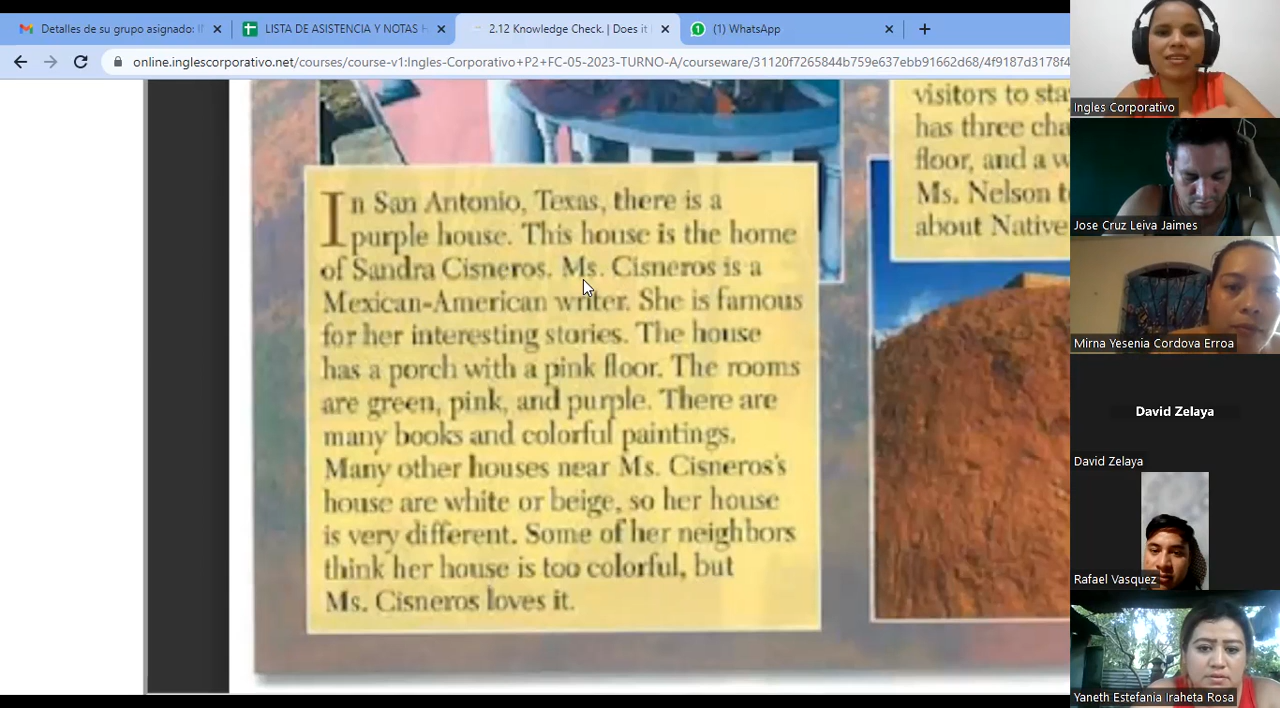 Detalles de su grupo asignado: I
LISTA DE ASISTENCIA Y NOTAS
2.12 Knowledge Check. | Does it
(1) WhatsApp
online.inglescorporativo.net/courses/course-v1:Ingles-Corporativo+P2+FC-05-2023-TURNO-A/courseware/31120f7263844b759e637ebb91662d68/4f9187d3178f4
In San Antonio, Texas, there is a
purple house. This house is the home
of Sandra Cisneros. Ms. Cisneros is a
Mexican-American writer. She is famous
for her interesting stories. The house
has a porch with a pink floor. The rooms
are green, pink, and purple. There are
many books and colorful paintings.
Many other houses near Ms. Cisneros's
house are white or beige, so her house
is very different. Some of her neighbors
think her house is too colorful, but
Ms. Cisneros loves it.
visitors to sta
has three cha
floor, and a w
Ms. Nelson t
about Native
Ingles Corporativo
Jose Cruz Leiva Jaimes
Mirna Yesenia Cordova Erroa
David Zelaya
David Zelaya
Rafael Vasquez
Yaneth Estefania Iraheta Rosa